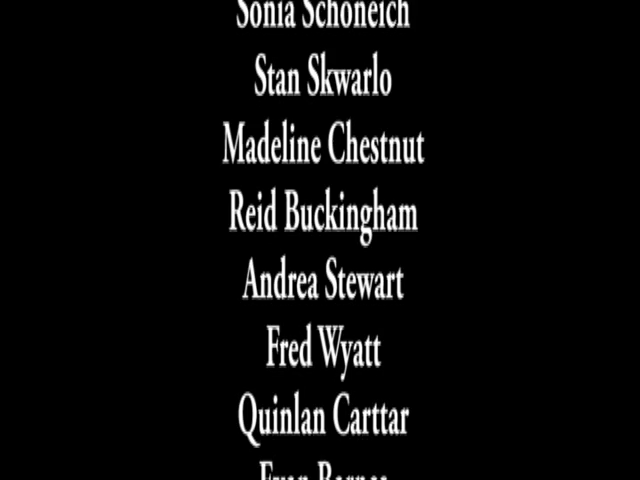 Sonia Schoneich
Stan Skwarlo
Madeline Chestnut
Reid Buckingham
Andrea Stewart
Fred Wyatt
Quinlan Carttar